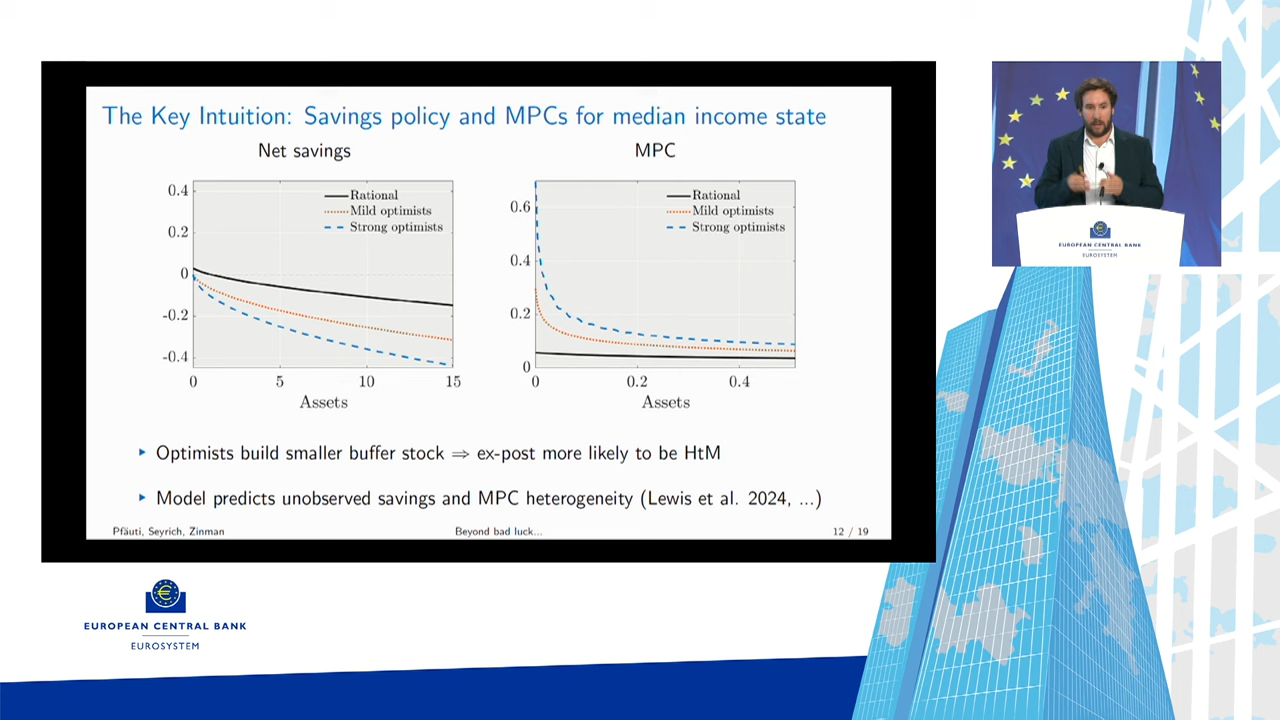 The Key Intuition: Savings policy and MPCs for median income state
Net savings
0.4
0.2
0
-0.2
-0.4
Rational
Mild optimists
Strong optimists
0 5 10 15
Assets
MPC
0.6
0.4
0.2
0
Rational
Mild optimists
Strong optimists
0 0.2 0.4
Assets
▸ Optimists build smaller buffer stock ⇒ ex-post more likely to be HtM
▸ Model predicts unobserved savings and MPC heterogeneity (Lewis et al. 2024, ...)
Pfäuti, Seyrich, Zinman Beyond bad luck... 12 / 19
EUROPEAN CENTRAL BANK
EUROSYSTEM
EUROPEAN CENTRAL BANK
EUROSYSTEM